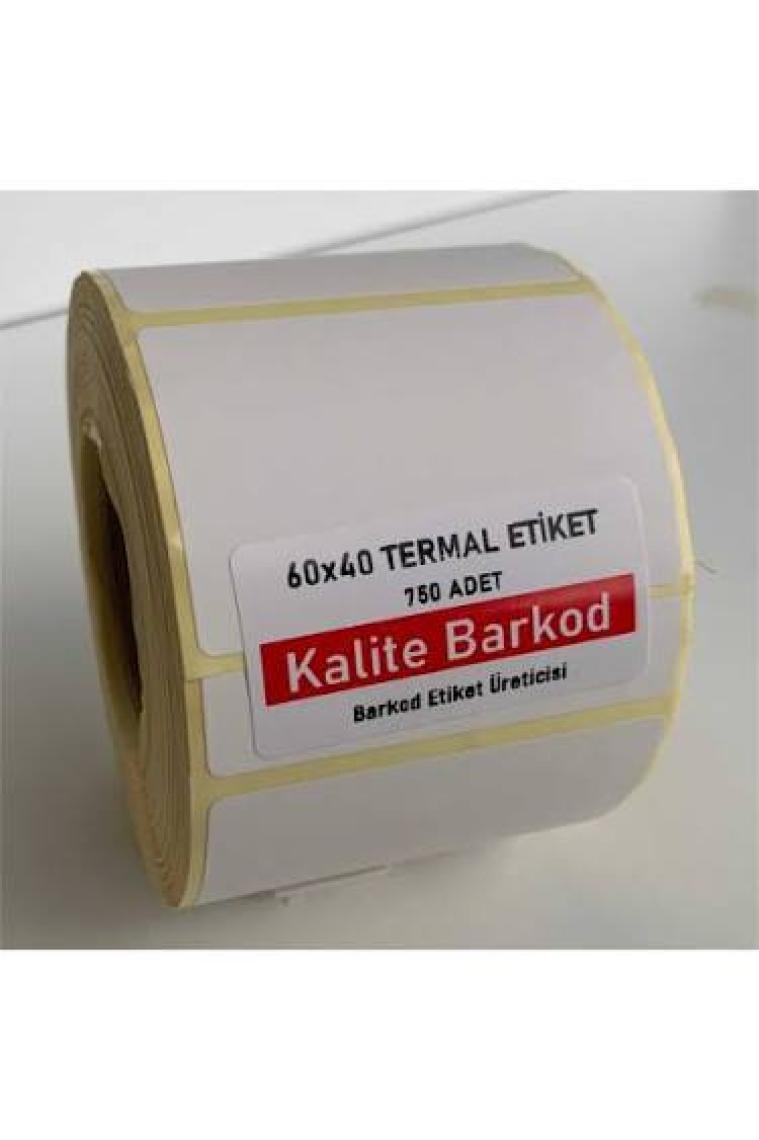 60x40 TERMAL ETİKET
750 ADET
Kalite Barkod
Barkod Etiket Üreticisi